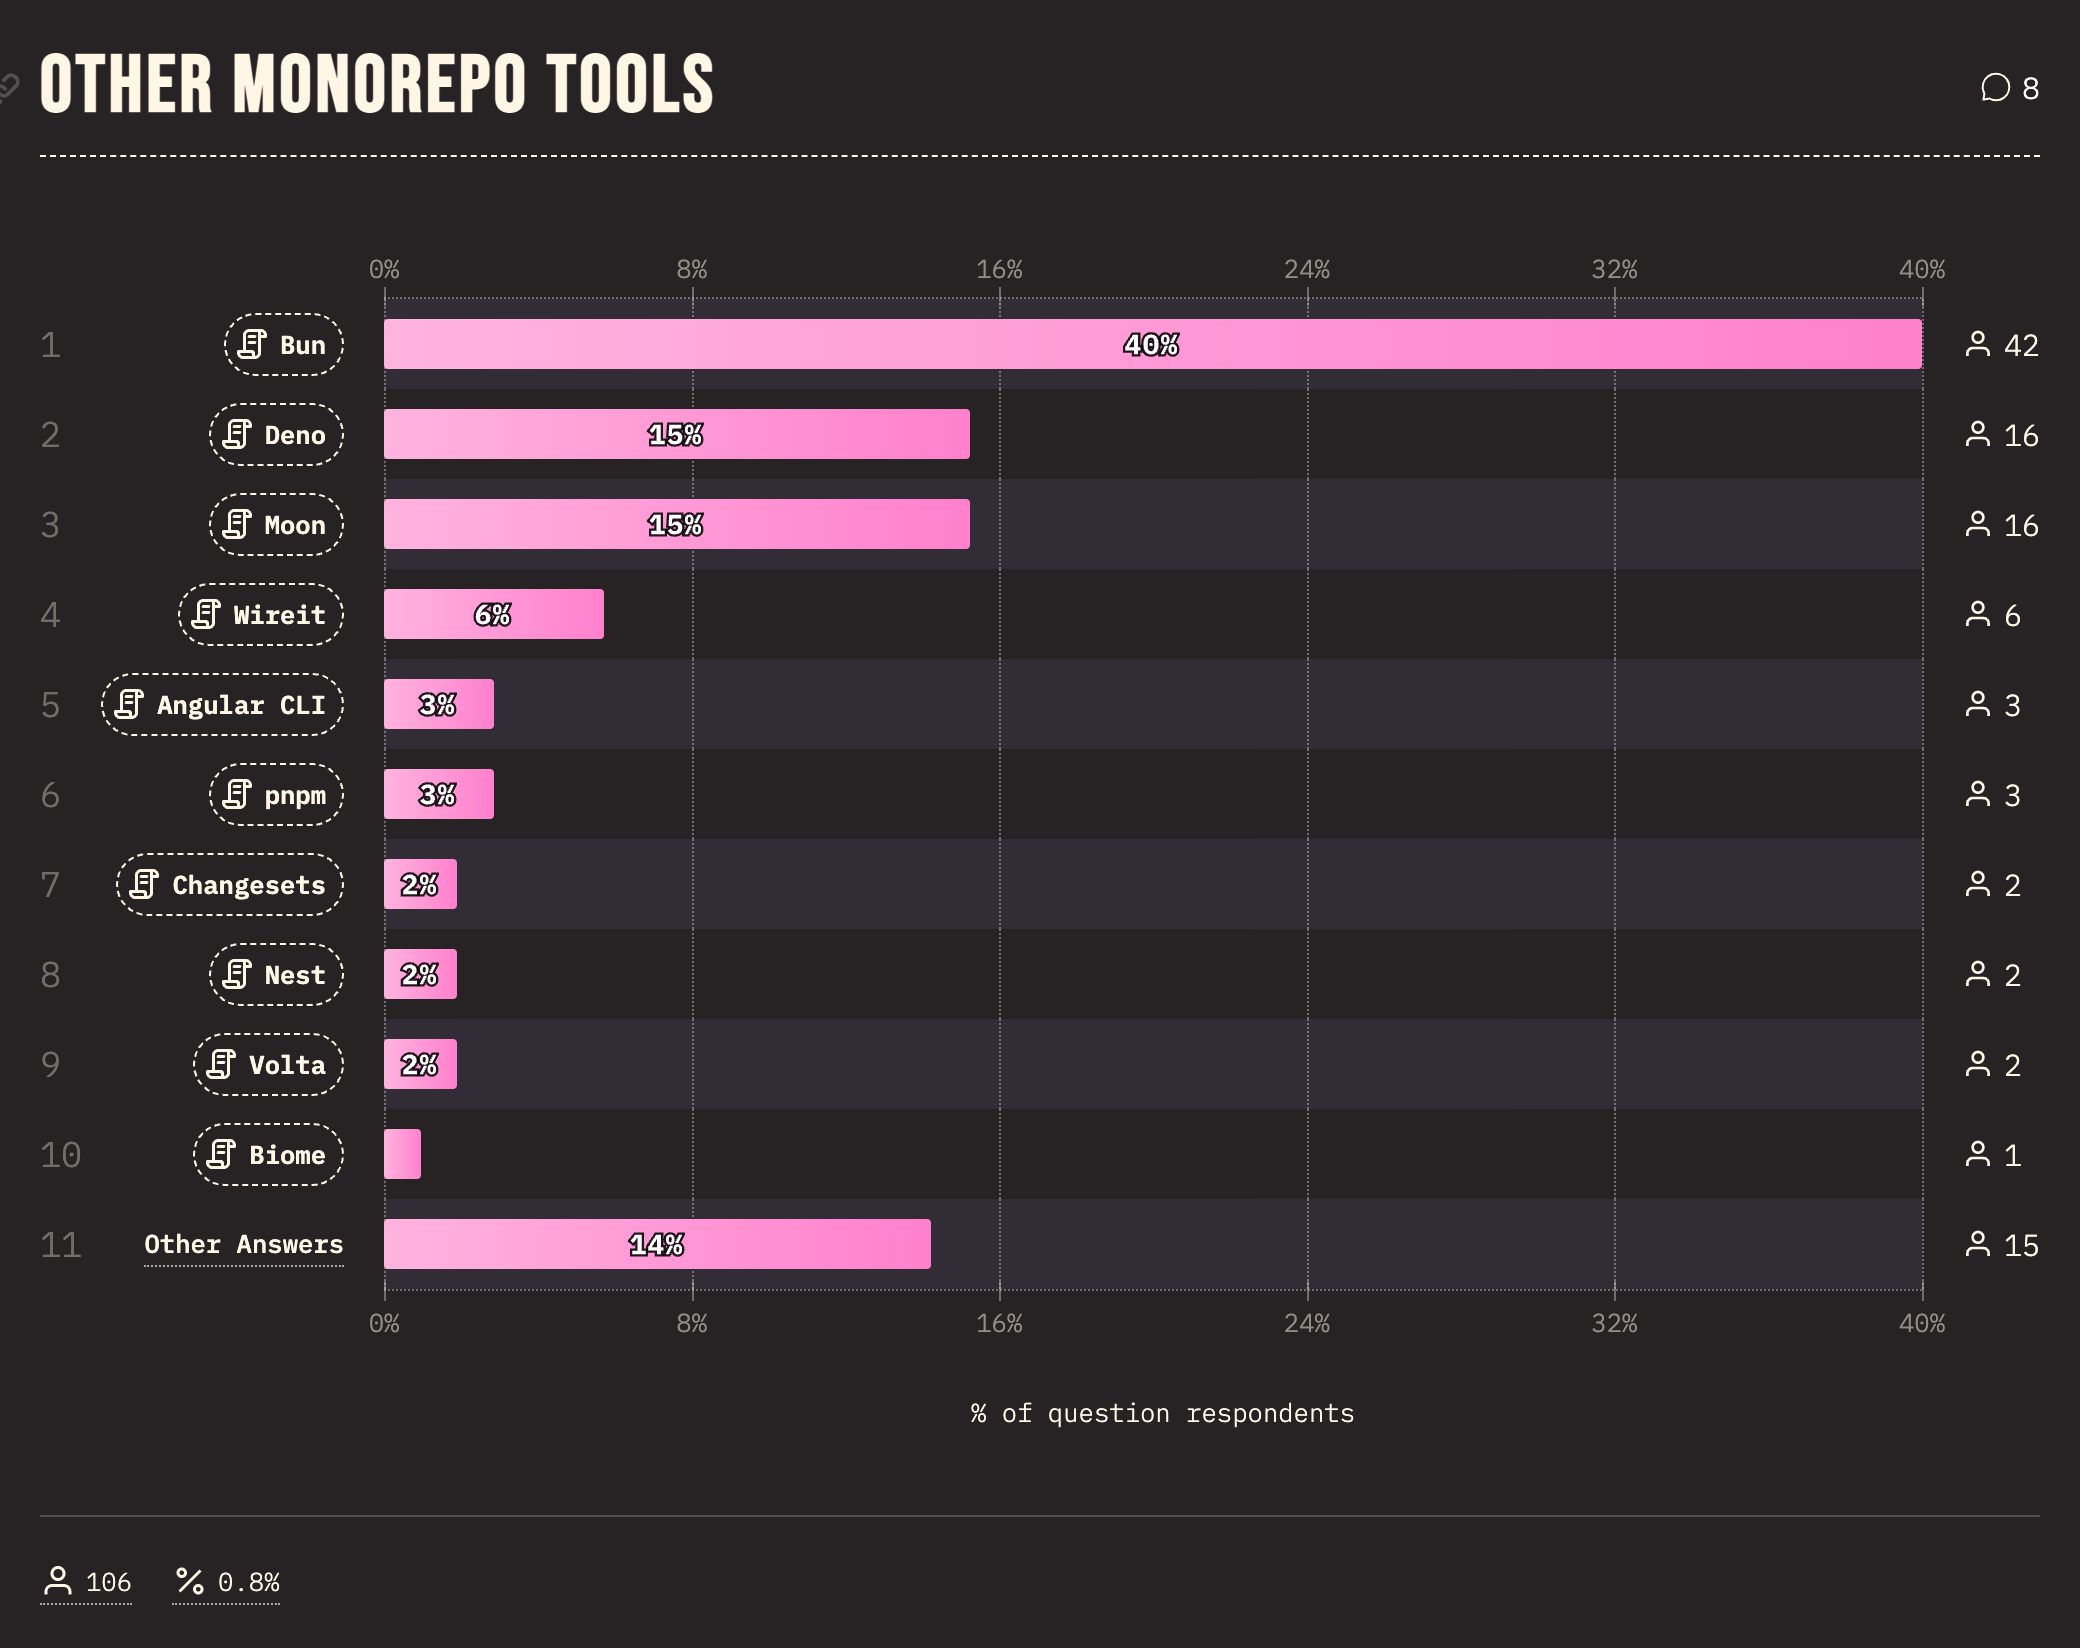 OTHER MONOREPO TOOLS
8
0% 8% 16% 24% 32% 40%
1 Bun 40% 42
2 Deno 15% 16
3 Moon 15% 16
4 Wireit 6% 6
5 Angular CLI 3% 3
6 pnpm 3% 3
7 Changesets 2% 2
8 Nest 2% 2
9 Volta 2% 2
10 Biome 1
11 Other Answers 14% 15
0% 8% 16% 24% 32% 40%
% of question respondents
106 % 0.8%